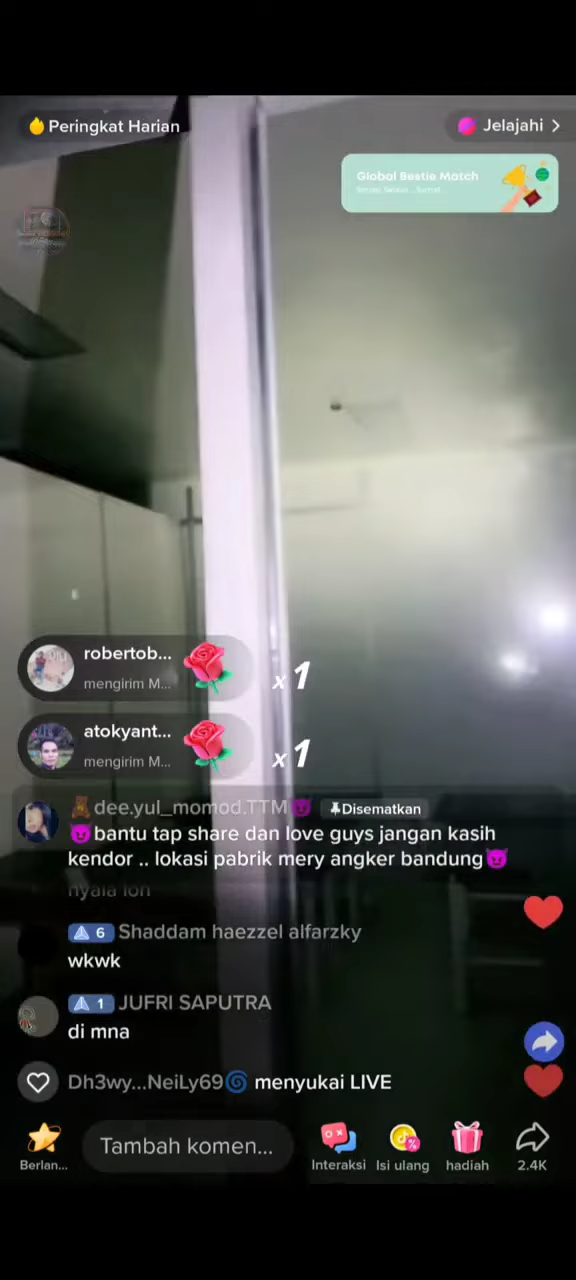 Peringkat Harian
Jelajahi
Global Bestie Match
robertob...
mengirim M...
x1
atokyant...
mengirim M...
x1
dee.yul_momod.TTM😈 Disematkan
😈bantu tap share dan love guys jangan kasih
kendor .. lokasi pabrik mery angker bandung😈
nyala lon
6 Shaddam haezzel alfarzky
wkwk
1 JUFRI SAPUTRA
di mna
Dh3wy...NeiLy69🌀 menyukai LIVE
Berlan...
Tambah komen...
Interaksi
Isi ulang
hadiah
2.4K